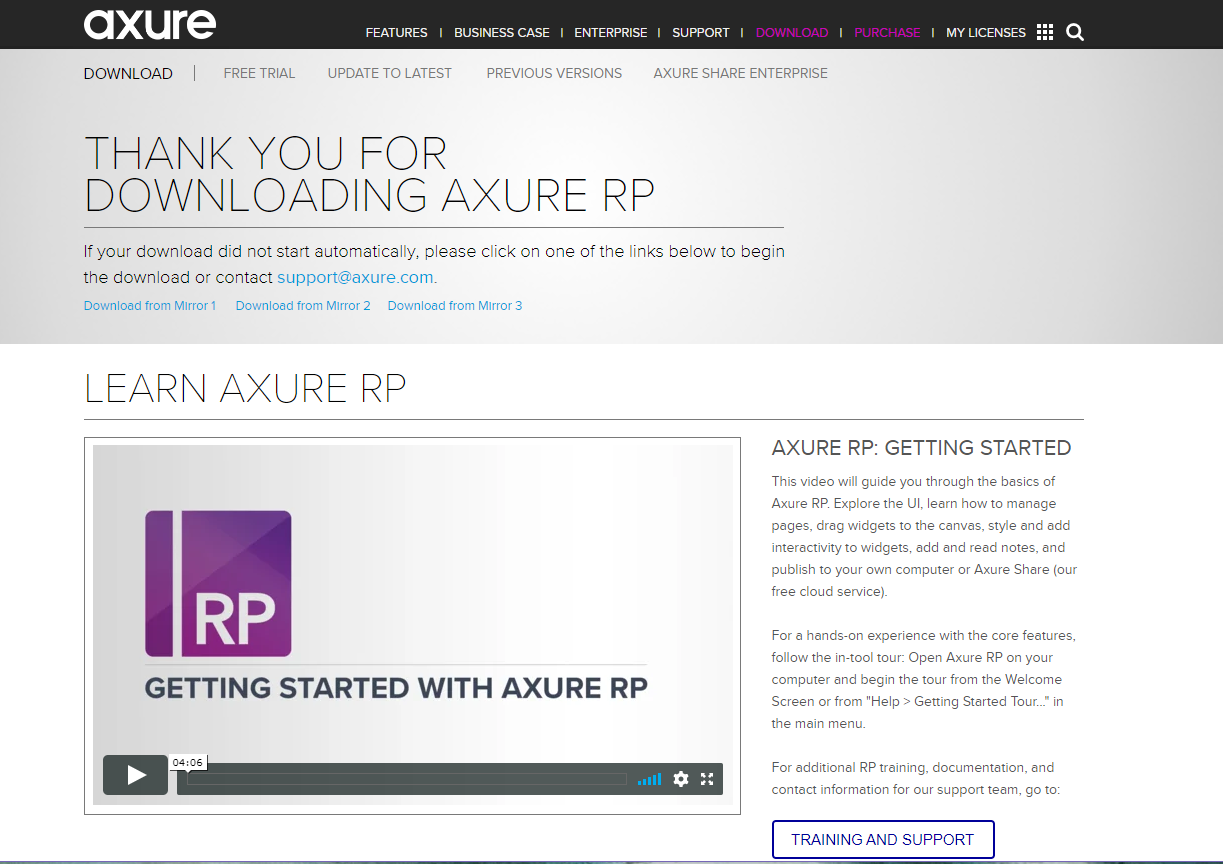 axure
FEATURES | BUSINESS CASE | ENTERPRISE | SUPPORT | DOWNLOAD | PURCHASE | MY LICENSES
DOWNLOAD | FREE TRIAL UPDATE TO LATEST PREVIOUS VERSIONS AXURE SHARE ENTERPRISE
THANK YOU FOR
DOWNLOADING AXURE RP
If your download did not start automatically, please click on one of the links below to begin
the download or contact support@axure.com.
Download from Mirror 1 Download from Mirror 2 Download from Mirror 3
LEARN AXURE RP
RP
GETTING STARTED WITH AXURE RP
04:06
AXURE RP: GETTING STARTED
This video will guide you through the basics of
Axure RP. Explore the UI, learn how to manage
pages, drag widgets to the canvas, style and add
interactivity to widgets, add and read notes, and
publish to your own computer or Axure Share (our
free cloud service).
For a hands-on experience with the core features,
follow the in-tool tour: Open Axure RP on your
computer and begin the tour from the Welcome
Screen or from "Help > Getting Started Tour..." in
the main menu.
For additional RP training, documentation, and
contact information for our support team, go to:
TRAINING AND SUPPORT